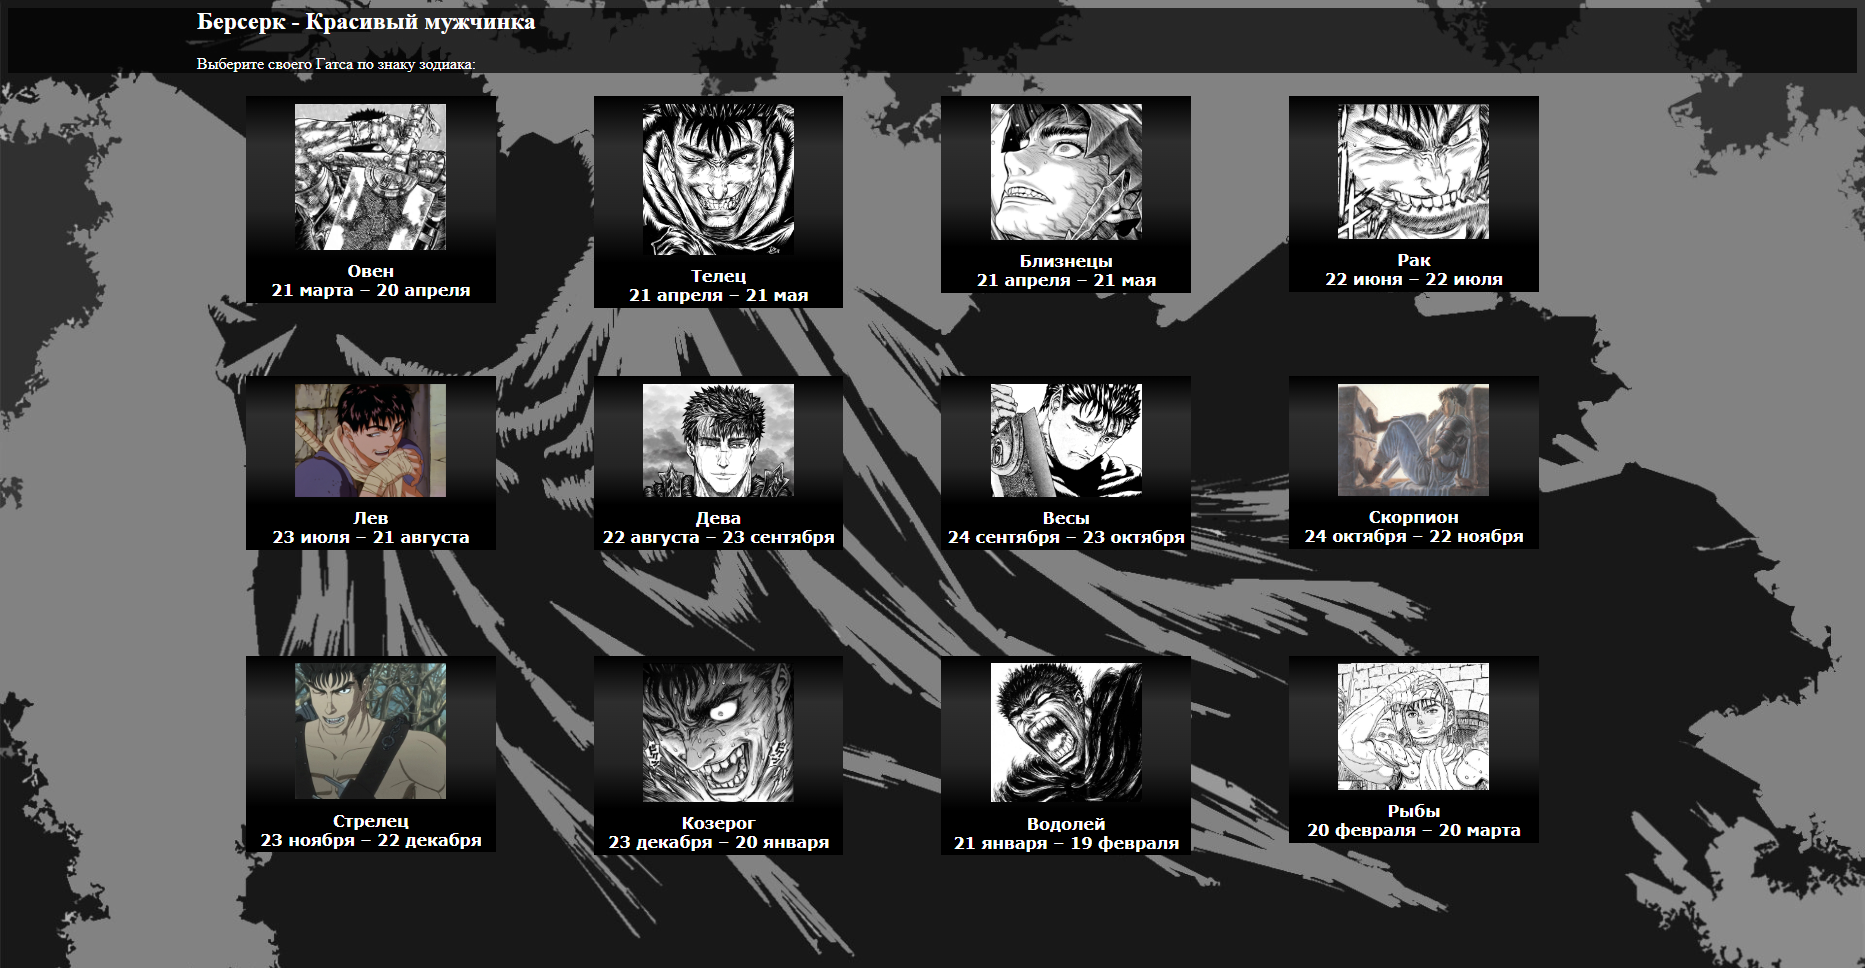 Берсерк - Красивый мужчинка
Выберите своего Гатса по знаку зодиака:
Овен
21 марта – 20 апреля
Телец
21 апреля – 21 мая
Близнецы
21 апреля – 21 мая
Рак
22 июня – 22 июля
Лев
23 июля – 21 августа
Дева
22 августа – 23 сентября
Весы
24 сентября – 23 октября
Скорпион
24 октября – 22 ноября
Стрелец
23 ноября – 22 декабря
Козерог
23 декабря – 20 января
Водолей
21 января – 19 февраля
Рыбы
20 февраля – 20 марта